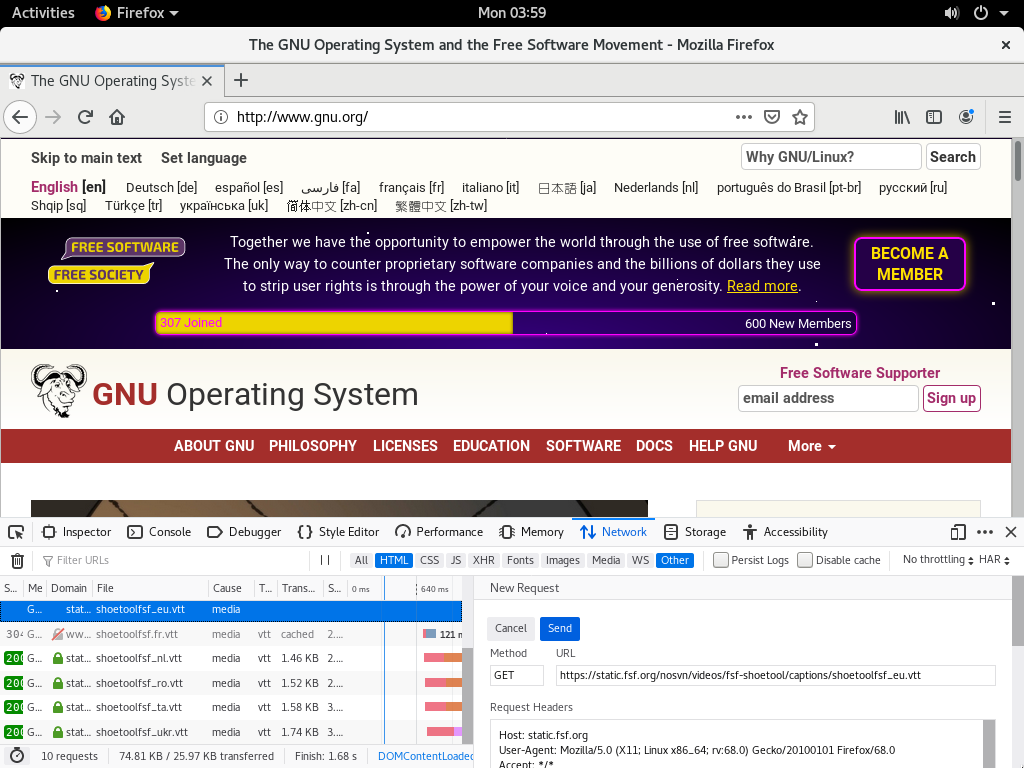 Activities Firefox Mon 03:59
The GNU Operating System and the Free Software Movement - Mozilla Firefox
The GNU Operating Syste
http://www.gnu.org/
Skip to main text Set language Why GNU/Linux? Search
English [en] Deutsch [de] español [es] فارسی [fa] français [fr] italiano [it] 日本語 [ja] Nederlands [nl] português do Brasil [pt-br] русский [ru]
Shqip [sq] Türkçe [tr] українська [uk] 简体中文 [zh-cn] 繁體中文 [zh-tw]
FREE SOFTWARE
FREE SOCIETY
Together we have the opportunity to empower the world through the use of free software.
The only way to counter proprietary software companies and the billions of dollars they use
to strip user rights is through the power of your voice and your generosity. Read more.
BECOME A
MEMBER
307 Joined 600 New Members
GNU Operating System
Free Software Supporter
email address Sign up
ABOUT GNU PHILOSOPHY LICENSES EDUCATION SOFTWARE DOCS HELP GNU More
Inspector Console Debugger Style Editor Performance Memory Network Storage Accessibility
Filter URLs All HTML CSS JS XHR Fonts Images Media WS Other Persist Logs Disable cache No throttling HAR
S... Me Domain File Cause T... Trans... S... 0 ms 640 ms
G... stat... shoetoolfsf_eu.vtt media
304 G... ww... shoetoolfsf.fr.vtt media vtt cached 2.... 121 m
200 G... stat... shoetoolfsf_nl.vtt media vtt 1.46 KB 2....
200 G... stat... shoetoolfsf_ro.vtt media vtt 1.52 KB 2....
200 G... stat... shoetoolfsf_ta.vtt media vtt 1.58 KB 3....
200 G... stat... shoetoolfsf_ukr.vtt media vtt 1.74 KB 3....
10 requests 74.81 KB / 25.97 KB transferred Finish: 1.68 s DOMContentLoaded
New Request
Cancel Send
Method URL
GET https://static.fsf.org/nosvn/videos/fsf-shoetool/captions/shoetoolfsf_eu.vtt
Request Headers
Host: static.fsf.org
User-Agent: Mozilla/5.0 (X11; Linux x86_64; rv:68.0) Gecko/20100101 Firefox/68.0
Accept: */*